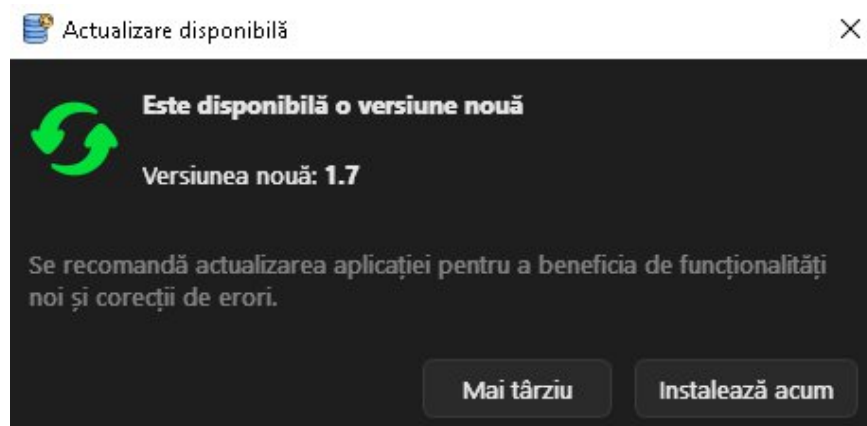 Actualizare disponibilă
Este disponibilă o versiune nouă
Versiunea nouă: 1.7
Se recomandă actualizarea aplicației pentru a beneficia de funcționalități
noi și corecții de erori.
Mai târziu
Instalează acum